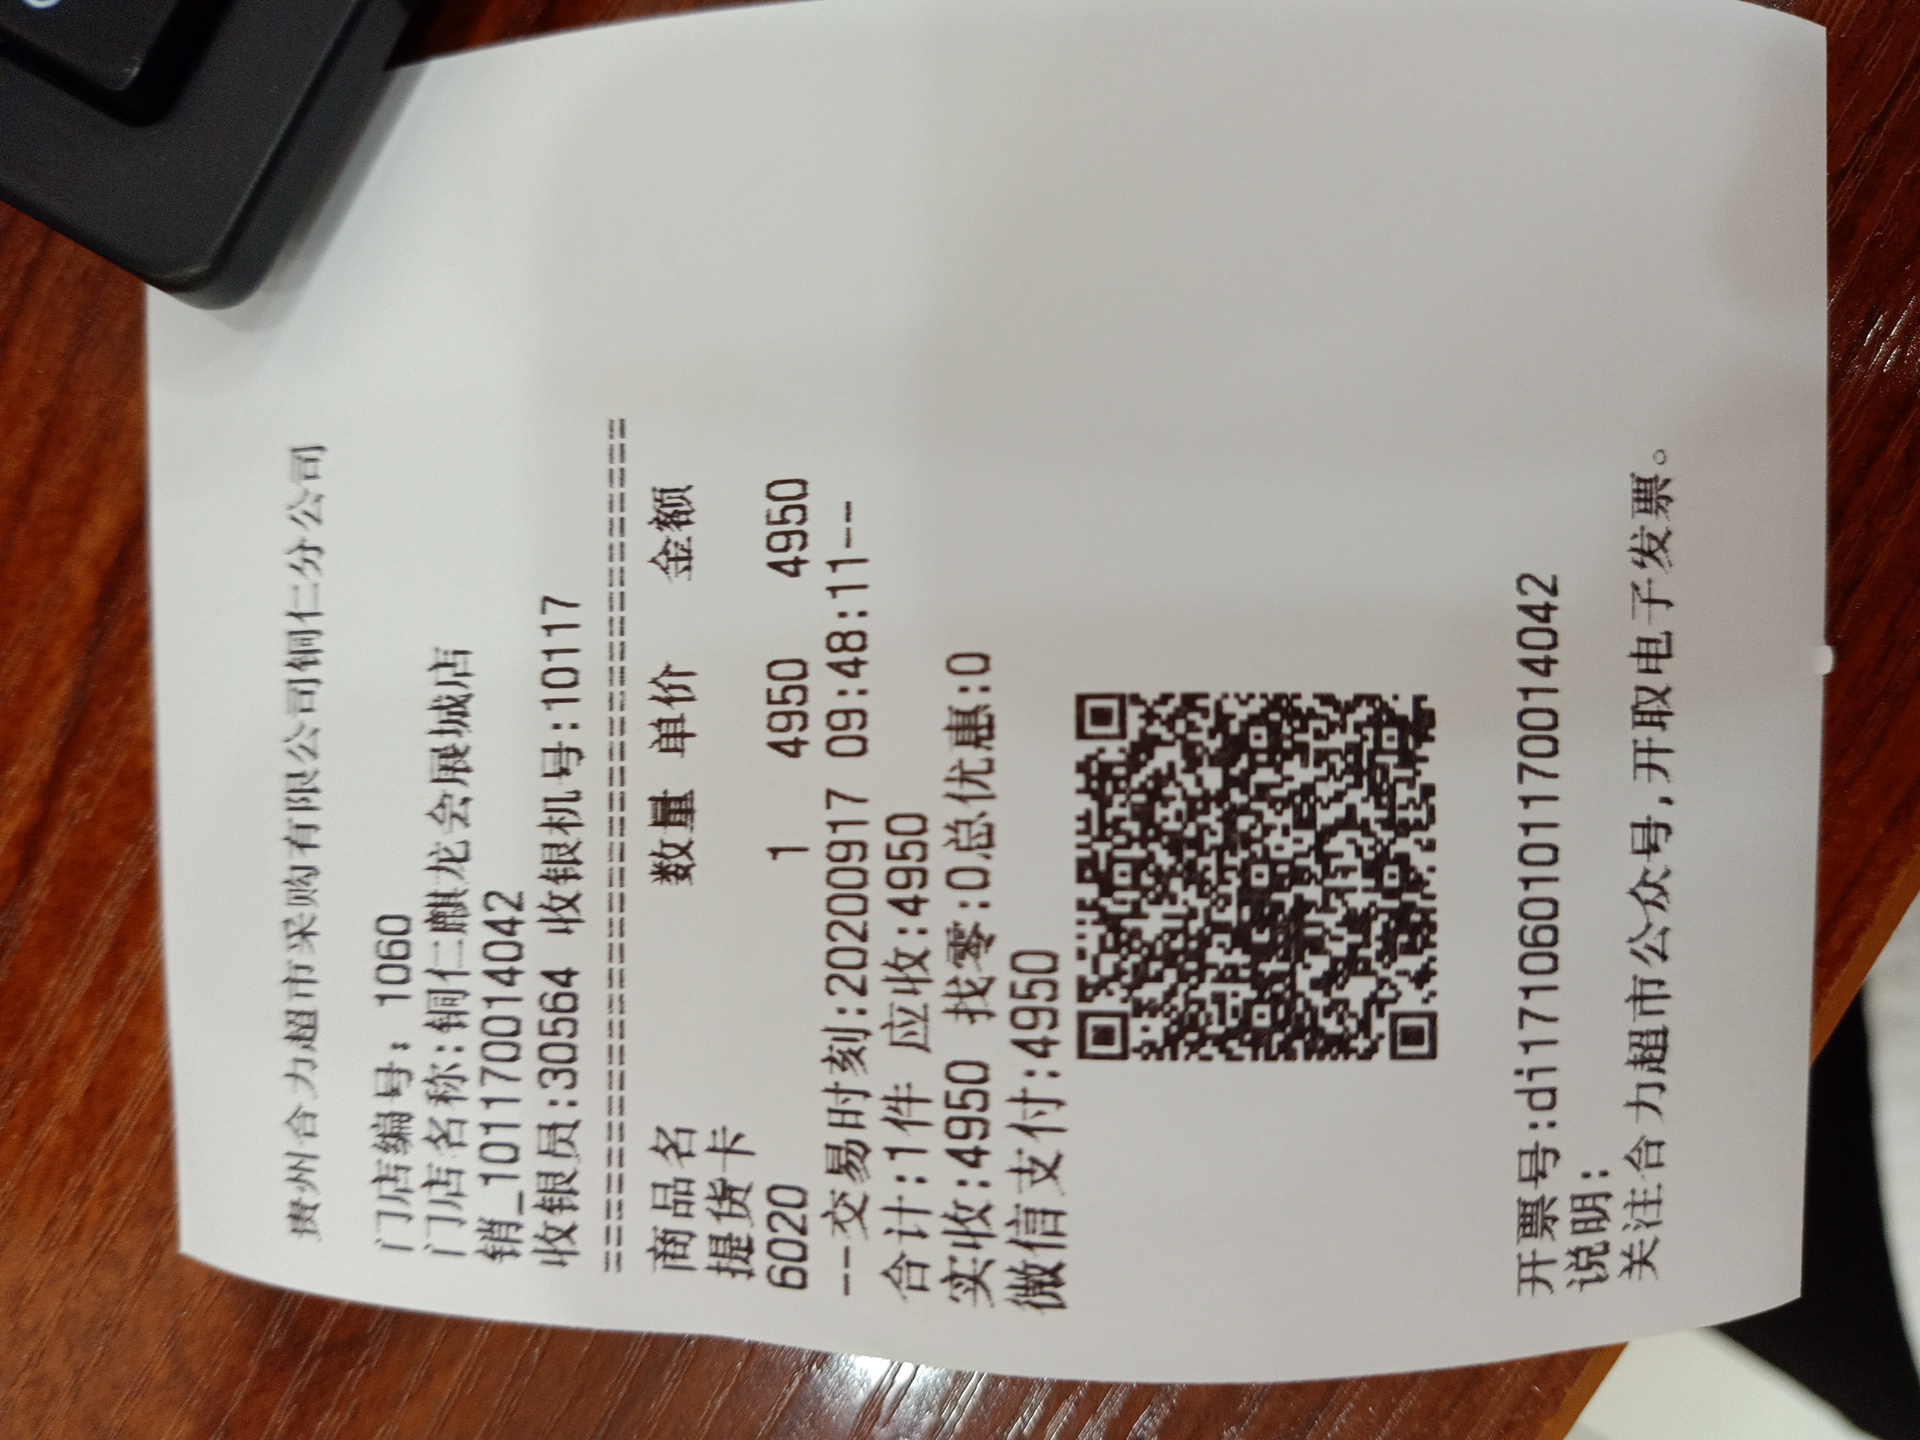 贵州合力超市采购有限公司铜仁分公司
门店编号: 1060
门店名称:铜仁麒龙会展城店
销_101170014042
收银员:30564 收银机号:10117
========================================
商品名 数量 单价 金额
提货卡
6020 1 4950 4950
--交易时刻:20200917 09:48:11--
合计:1件 应收:4950
实收:4950 找零:0总优惠:0
微信支付:4950
开票号:di17106010117001404​2
说明:
关注合力超市公众号,开取电子发票。